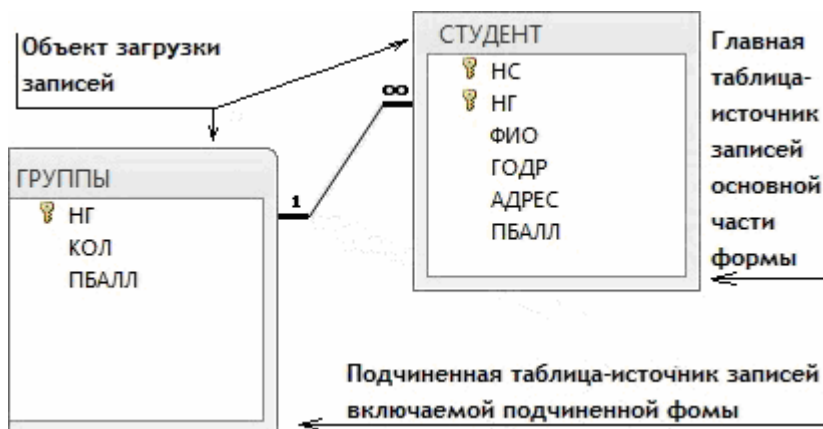 Объект загрузки
записей
СТУДЕНТ
НС
НГ
ФИО
ГОДР
АДРЕС
ПБАЛЛ
Главная
таблица-
источник
записей
основной
части
формы
∞
1
ГРУППЫ
НГ
КОЛ
ПБАЛЛ
Подчиненная таблица-источник записей
включаемой подчиненной фомы